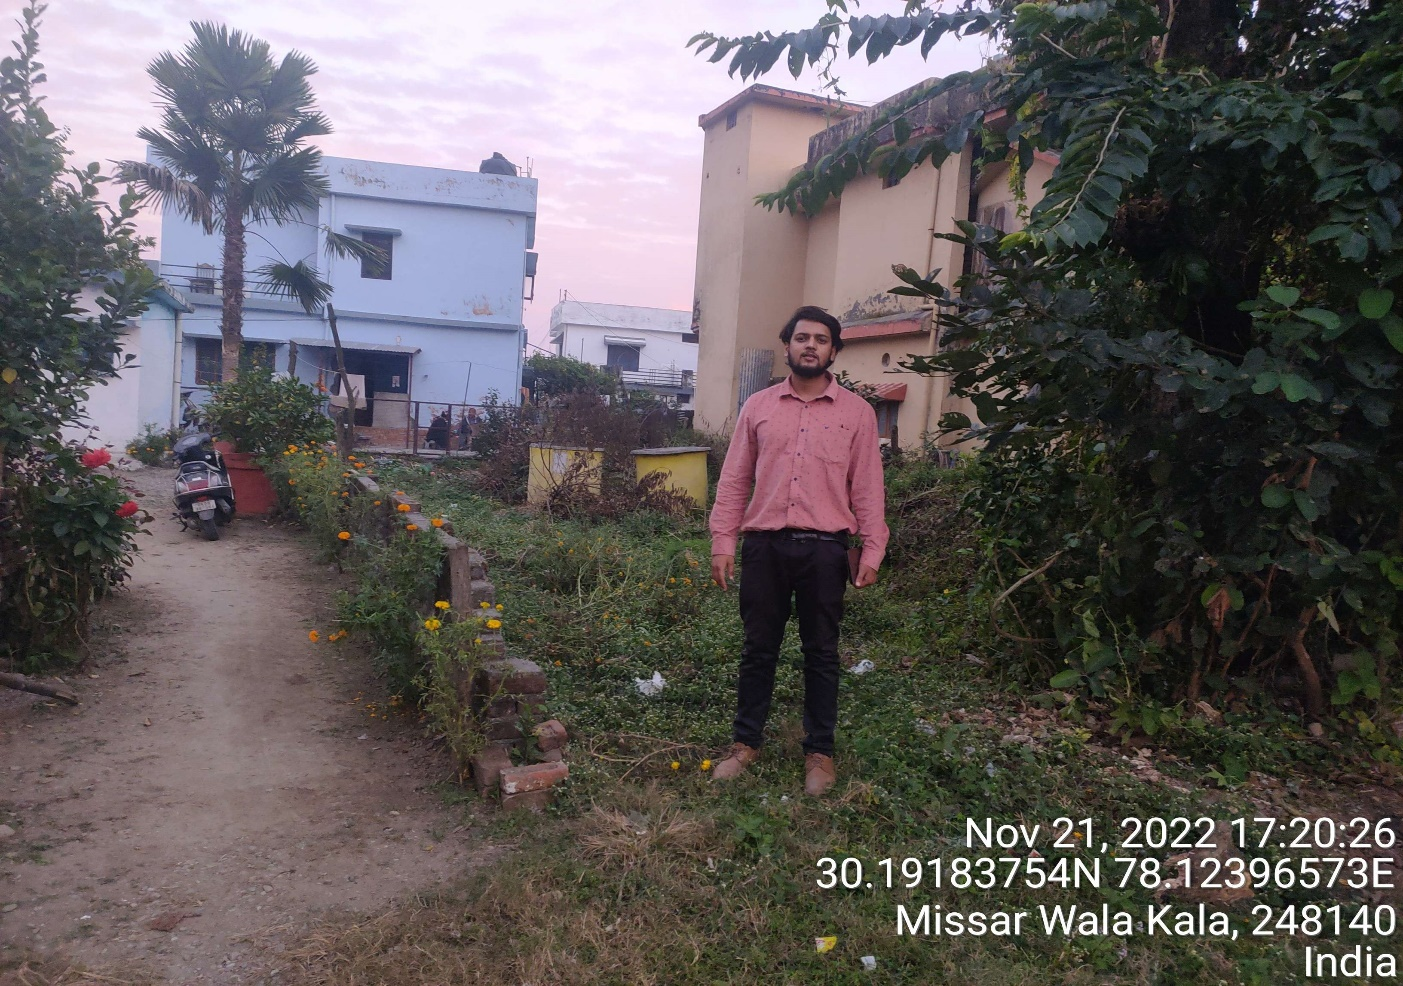 Nov 21, 2022 17:20:26
30.19183754N 78.12396573E
Missar Wala Kala, 248140
India